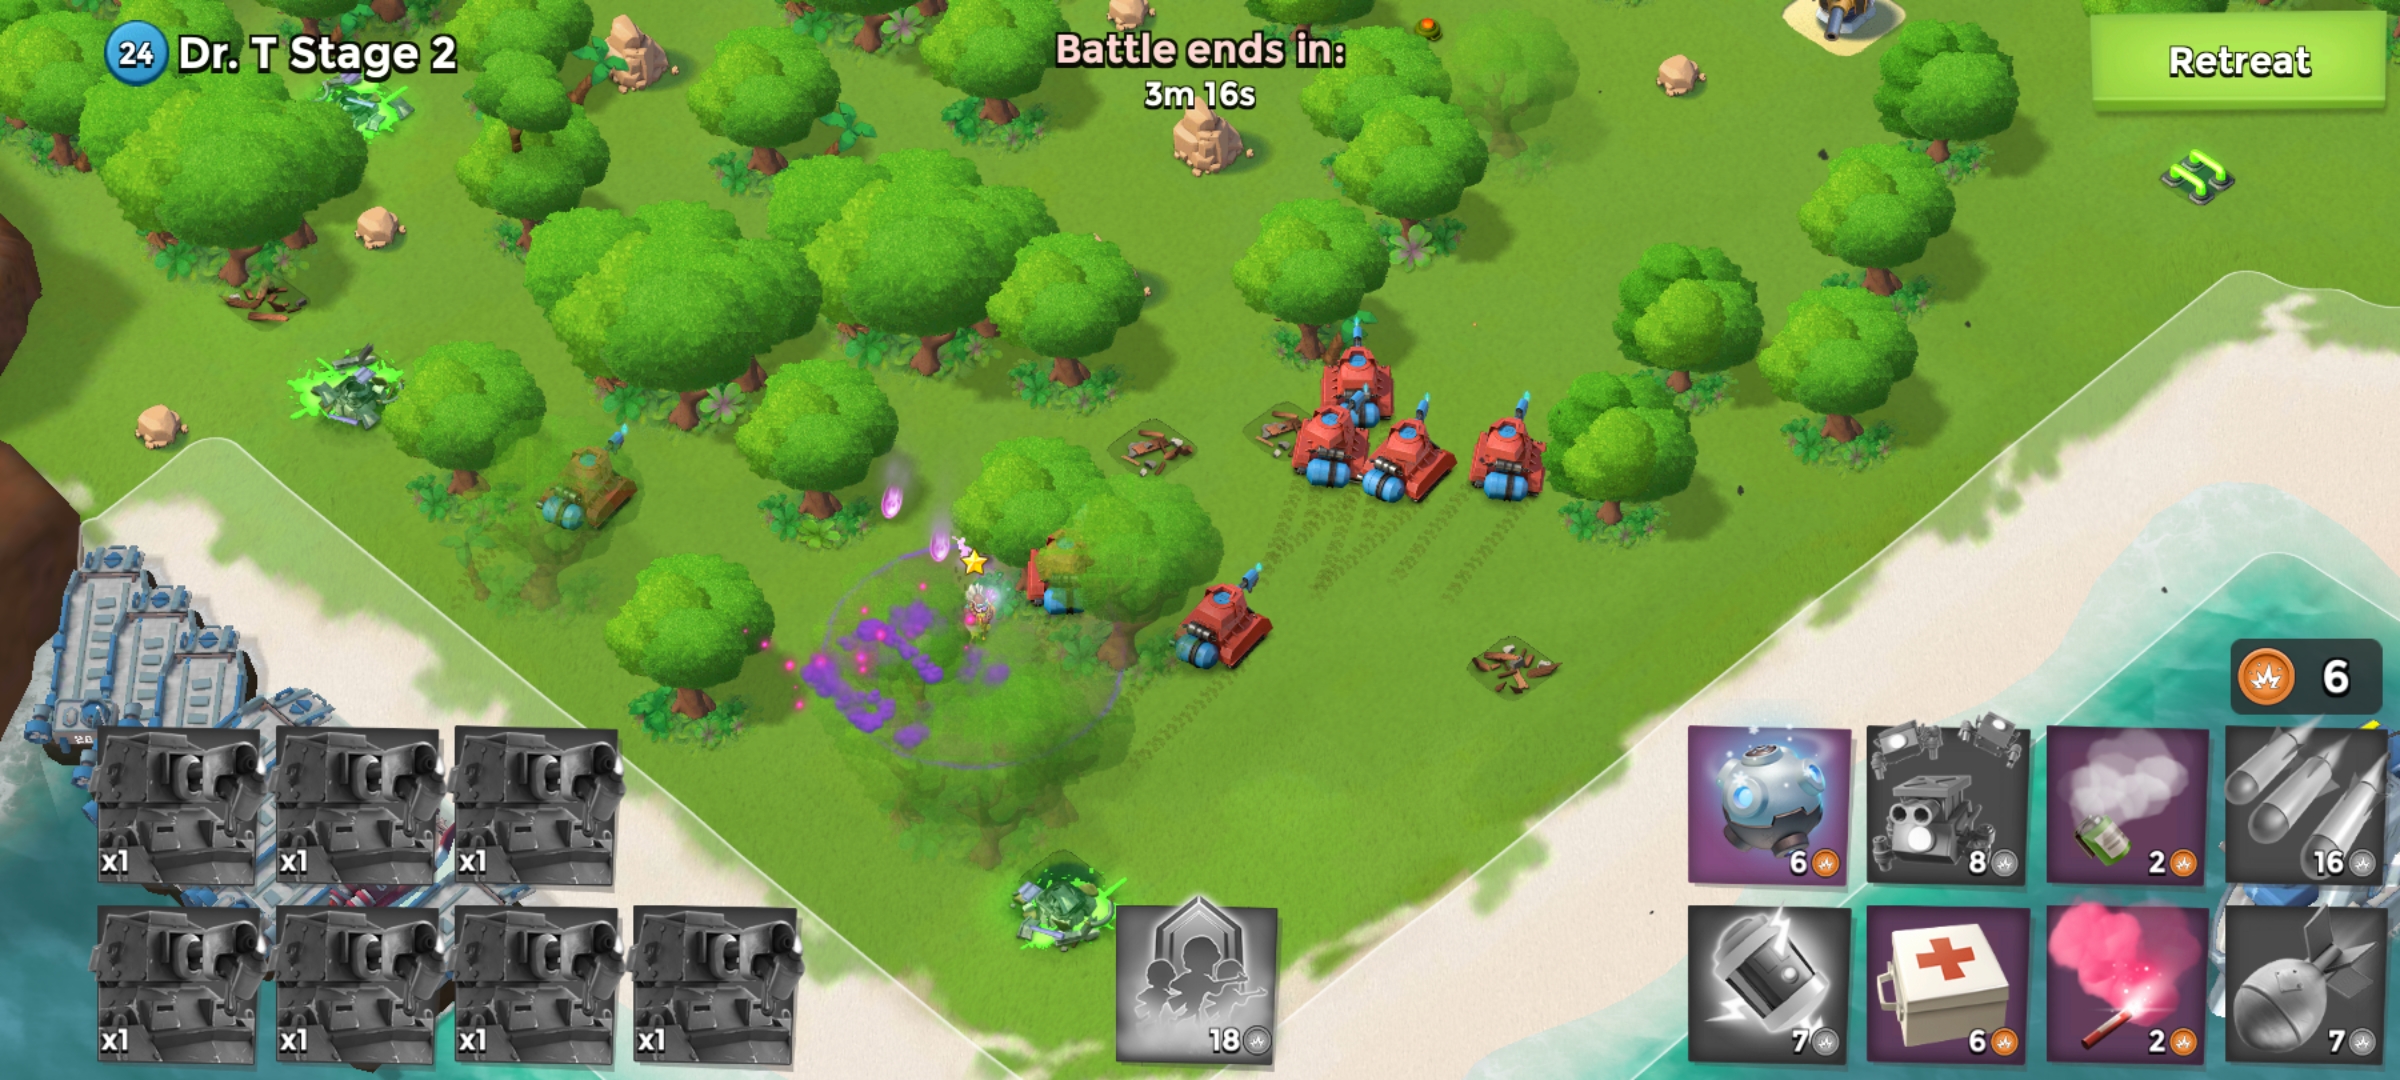 24 Dr. T Stage 2
Battle ends in:
3m 16s
Retreat
6
6
8
2
16
x1
x1
x1
x1
x1
x1
x1
18
7
6
2
7